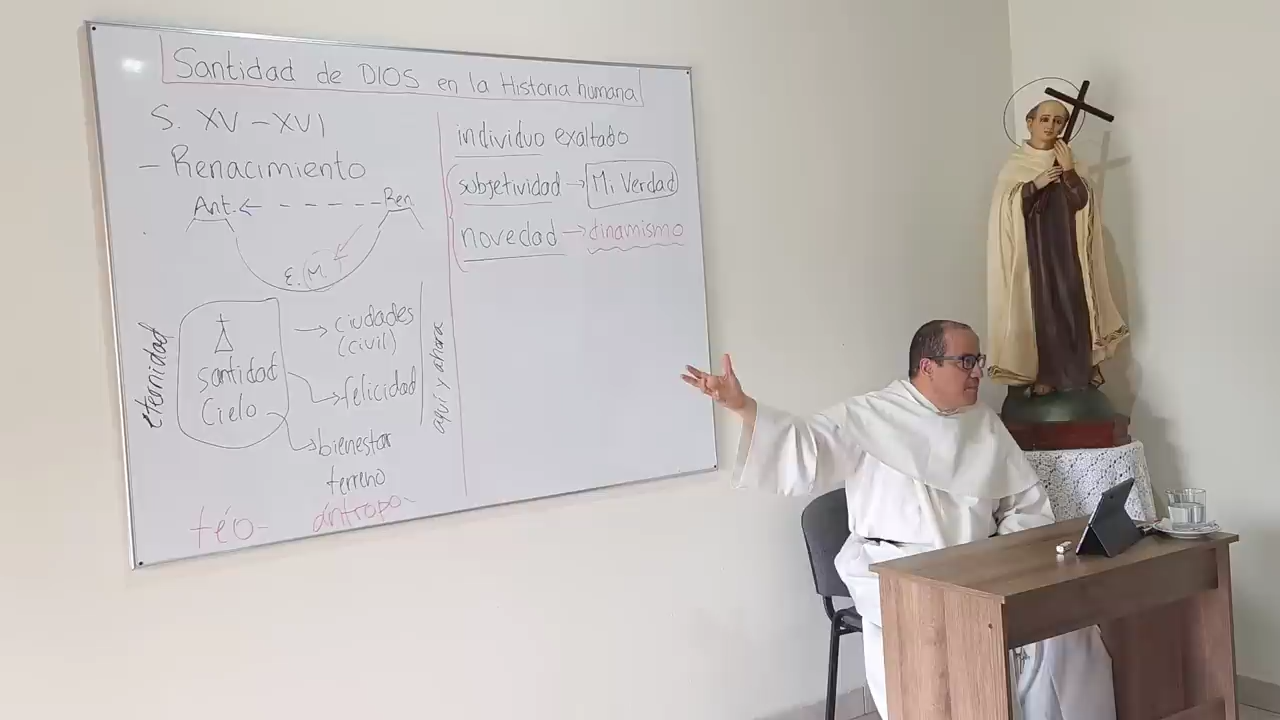 Santidad de DIOS en la Historia humana
S. XV - XVI
- Renacimiento
Ant. ← - - - - - - Ren.
E. M.
eternidad
santidad
Cielo
→ ciudades
(civil)
→ felicidad
→ bienestar
terreno
aquí y ahora
téo- ántropo-
individuo exaltado
subjetividad → Mi Verdad
novedad → dinamismo